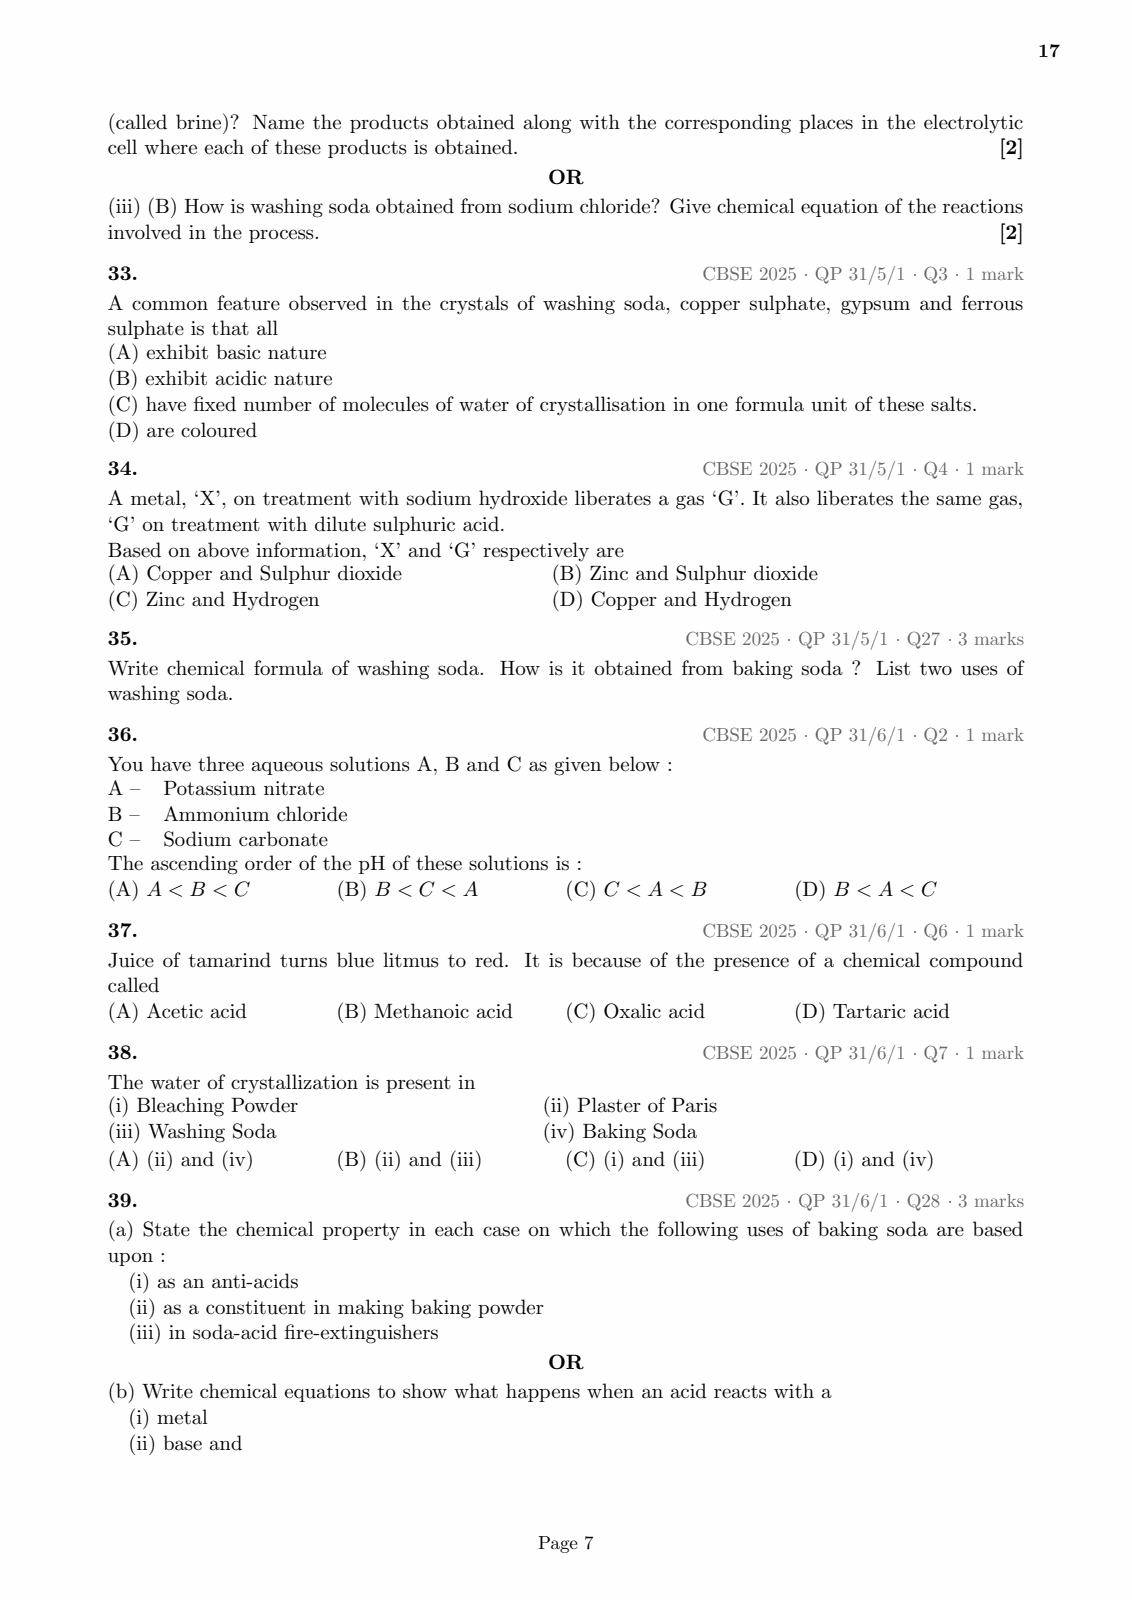 17
(called brine)? Name the products obtained along with the corresponding places in the electrolytic
cell where each of these products is obtained. [2]
OR
(iii) (B) How is washing soda obtained from sodium chloride? Give chemical equation of the reactions
involved in the process. [2]
33. CBSE 2025 · QP 31/5/1 · Q3 · 1 mark
A common feature observed in the crystals of washing soda, copper sulphate, gypsum and ferrous
sulphate is that all
(A) exhibit basic nature
(B) exhibit acidic nature
(C) have fixed number of molecules of water of crystallisation in one formula unit of these salts.
(D) are coloured
34. CBSE 2025 · QP 31/5/1 · Q4 · 1 mark
A metal, ‘X’, on treatment with sodium hydroxide liberates a gas ‘G’. It also liberates the same gas,
‘G’ on treatment with dilute sulphuric acid.
Based on above information, ‘X’ and ‘G’ respectively are
(A) Copper and Sulphur dioxide (B) Zinc and Sulphur dioxide
(C) Zinc and Hydrogen (D) Copper and Hydrogen
35. CBSE 2025 · QP 31/5/1 · Q27 · 3 marks
Write chemical formula of washing soda. How is it obtained from baking soda ? List two uses of
washing soda.
36. CBSE 2025 · QP 31/6/1 · Q2 · 1 mark
You have three aqueous solutions A, B and C as given below :
A – Potassium nitrate
B – Ammonium chloride
C – Sodium carbonate
The ascending order of the pH of these solutions is :
(A) A < B < C (B) B < C < A (C) C < A < B (D) B < A < C
37. CBSE 2025 · QP 31/6/1 · Q6 · 1 mark
Juice of tamarind turns blue litmus to red. It is because of the presence of a chemical compound
called
(A) Acetic acid (B) Methanoic acid (C) Oxalic acid (D) Tartaric acid
38. CBSE 2025 · QP 31/6/1 · Q7 · 1 mark
The water of crystallization is present in
(i) Bleaching Powder (ii) Plaster of Paris
(iii) Washing Soda (iv) Baking Soda
(A) (ii) and (iv) (B) (ii) and (iii) (C) (i) and (iii) (D) (i) and (iv)
39. CBSE 2025 · QP 31/6/1 · Q28 · 3 marks
(a) State the chemical property in each case on which the following uses of baking soda are based
upon :
(i) as an anti-acids
(ii) as a constituent in making baking powder
(iii) in soda-acid fire-extinguishers
OR
(b) Write chemical equations to show what happens when an acid reacts with a
(i) metal
(ii) base and
Page 7